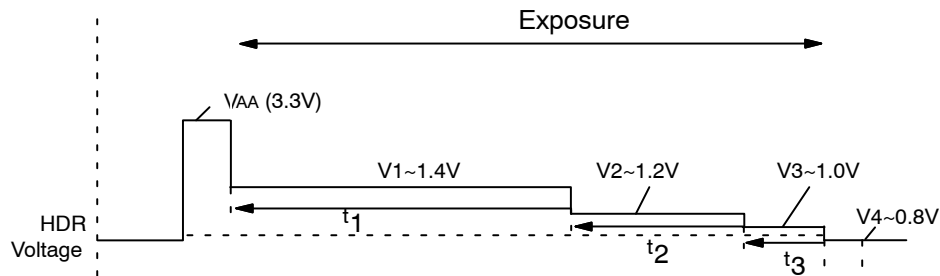 Exposure
VAA (3.3V)
V1~1.4V
V2~1.2V
V3~1.0V
V4~0.8V
HDR
Voltage
t1
t2
t3